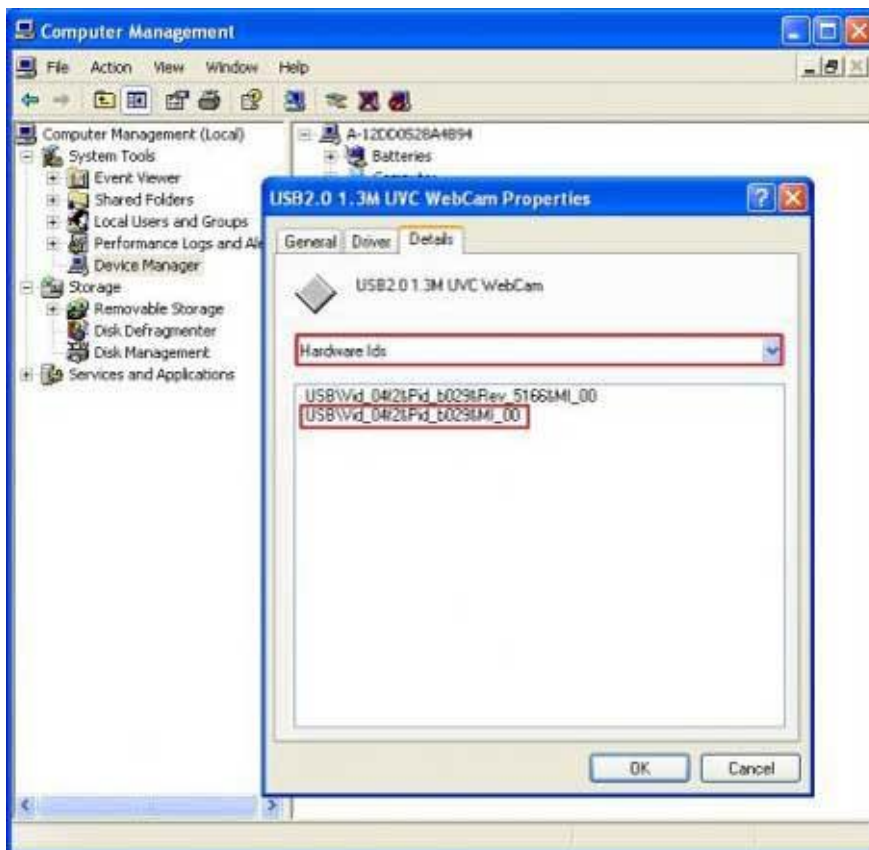 Computer Management
File Action View Window Help
Computer Management (Local)
System Tools
Event Viewer
Shared Folders
Local Users and Groups
Performance Logs and Ale
Device Manager
Storage
Removable Storage
Disk Defragmenter
Disk Management
Services and Applications
A-12DD0528A4B94
Batteries
Computer
USB2.0 1.3M UVC WebCam Properties
General Driver Details
USB2.0 1.3M UVC WebCam
Hardware Ids
USB\Vid_04f2&Pid_b029&Rev_5166&MI_00
USB\Vid_04f2&Pid_b029&MI_00
OK Cancel